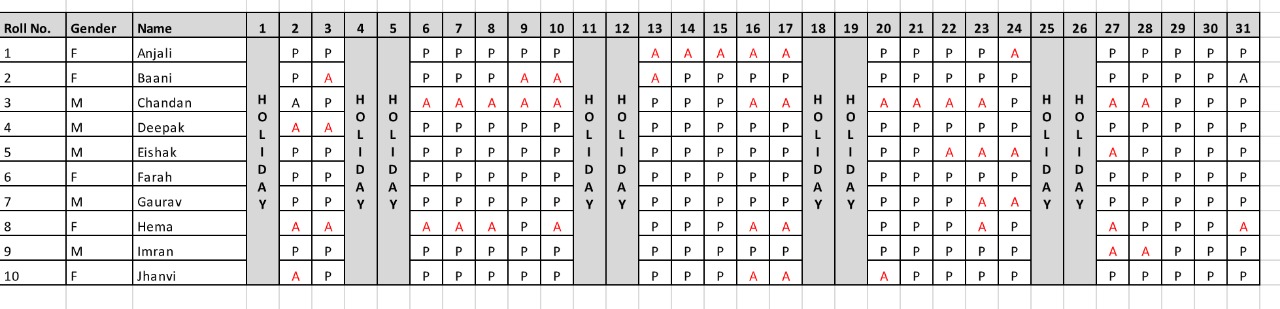 Roll No. Gender Name 1 2 3 4 5 6 7 8 9 10 11 12 13 14 15 16 17 18 19 20 21 22 23 24 25 26 27 28 29 30 31
1 F Anjali P P P P P P P A A A A A P P P P A P P P P P
2 F Baani P A P P P A A A P P P P P P P P P P P P P A
3 M Chandan A P A A A A A P P P A A A A A A P A A P P P
4 M Deepak A A P P P P P P P P P P P P P P P P P P P P
5 M Eishak P P P P P P P P P P P P P P A A A A P P P P
6 F Farah P P P P P P P P P P P P P P P P P P P P P P
7 M Gaurav P P P P P P P P P P P P P P P A A P P P P P
8 F Hema A A A A A P A P P P A A P P P A P A P P P A
9 M Imran P P P P P P P P P P P P P P P P P A A P P P
10 F Jhanvi A P P P P P P P P P A A A P P P P P P P P P
HOLIDAY
HOLIDAY
HOLIDAY
HOLIDAY
HOLIDAY
HOLIDAY
HOLIDAY
HOLIDAY
HOLIDAY